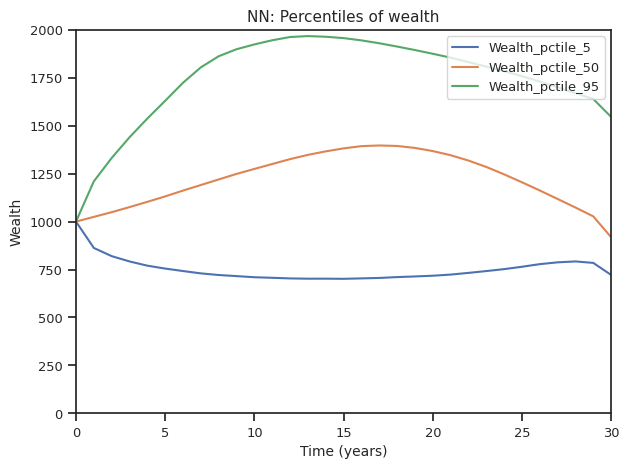 NN: Percentiles of wealth
2000
1750
1500
1250
1000
750
500
250
0
Wealth
Wealth_pctile_5
Wealth_pctile_50
Wealth_pctile_95
0 5 10 15 20 25 30
Time (years)